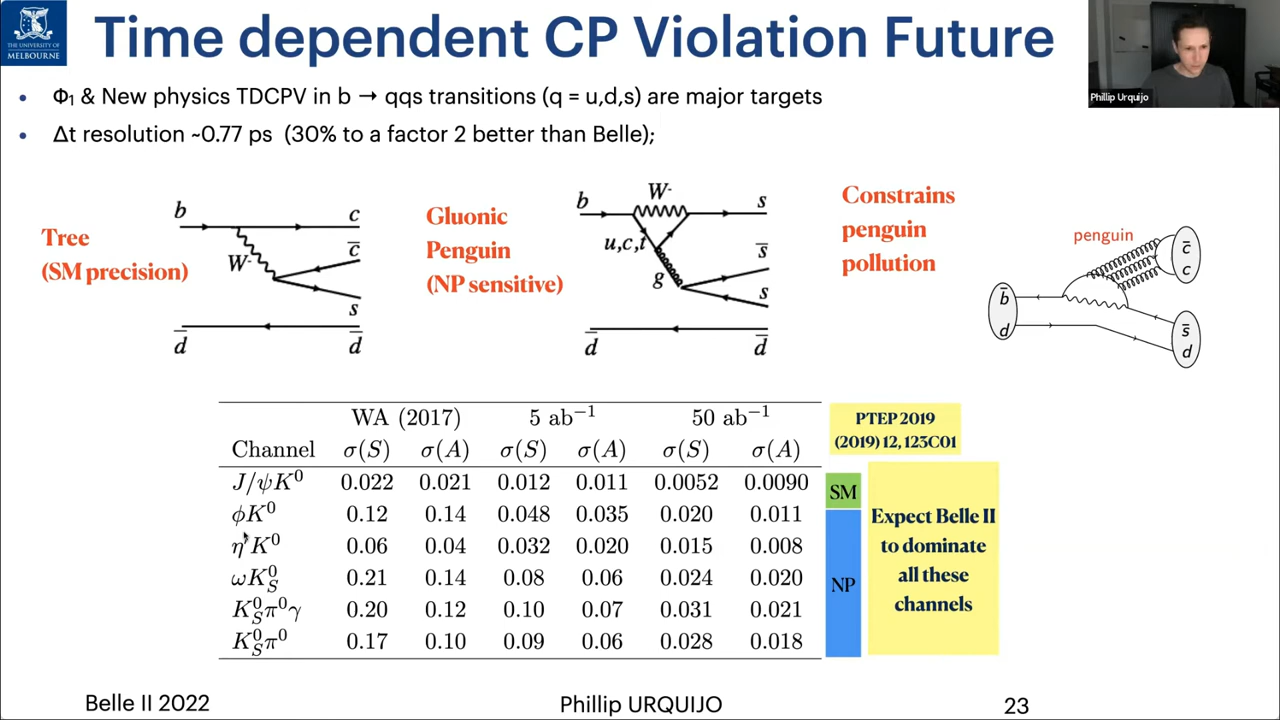 THE UNIVERSITY OF
MELBOURNE
Time dependent CP Violation Future
Phillip Urquijo
• Φ₁ & New physics TDCPV in b → qqs transitions (q = u,d,s) are major targets
• Δt resolution ~0.77 ps (30% to a factor 2 better than Belle);
Tree
(SM precision)
b
c
c̅
W-
s
d̅
d̅
Gluonic
Penguin
(NP sensitive)
b
W-
s
u,c,t
s̅
g
s
d̅
d̅
Constrains
penguin
pollution
penguin
c̅
c
b̅
d
s̅
d
WA (2017) 5 ab⁻¹ 50 ab⁻¹
Channel σ(S) σ(A) σ(S) σ(A) σ(S) σ(A)
J/ψK⁰ 0.022 0.021 0.012 0.011 0.0052 0.0090
ϕK⁰ 0.12 0.14 0.048 0.035 0.020 0.011
η′K⁰ 0.06 0.04 0.032 0.020 0.015 0.008
ωK⁰_S 0.21 0.14 0.08 0.06 0.024 0.020
K⁰_Sπ⁰γ 0.20 0.12 0.10 0.07 0.031 0.021
K⁰_Sπ⁰ 0.17 0.10 0.09 0.06 0.028 0.018
PTEP 2019
(2019) 12, 123C01
SM
NP
Expect Belle II
to dominate
all these
channels
Belle II 2022
Phillip URQUIJO
23